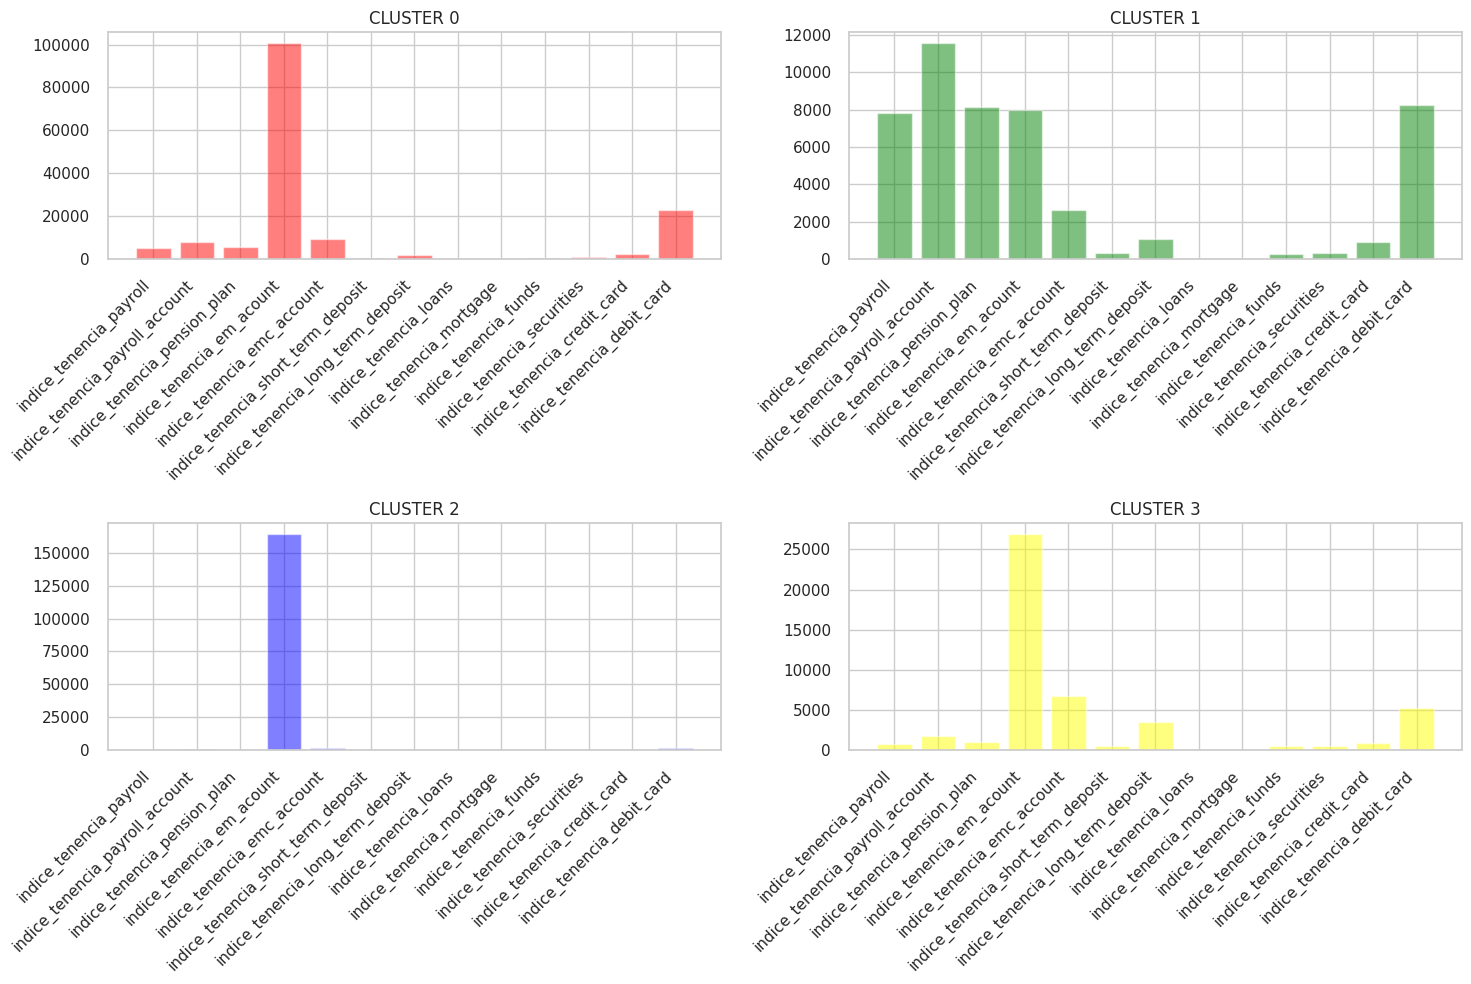 CLUSTER 0
100000
80000
60000
40000
20000
0
indice_tenencia_payroll
indice_tenencia_payroll_account
indice_tenencia_pension_plan
indice_tenencia_em_acount
indice_tenencia_emc_account
indice_tenencia_short_term_deposit
indice_tenencia_long_term_deposit
indice_tenencia_loans
indice_tenencia_mortgage
indice_tenencia_funds
indice_tenencia_securities
indice_tenencia_credit_card
indice_tenencia_debit_card
CLUSTER 1
12000
10000
8000
6000
4000
2000
0
indice_tenencia_payroll
indice_tenencia_payroll_account
indice_tenencia_pension_plan
indice_tenencia_em_acount
indice_tenencia_emc_account
indice_tenencia_short_term_deposit
indice_tenencia_long_term_deposit
indice_tenencia_loans
indice_tenencia_mortgage
indice_tenencia_funds
indice_tenencia_securities
indice_tenencia_credit_card
indice_tenencia_debit_card
CLUSTER 2
150000
125000
100000
75000
50000
25000
0
indice_tenencia_payroll
indice_tenencia_payroll_account
indice_tenencia_pension_plan
indice_tenencia_em_acount
indice_tenencia_emc_account
indice_tenencia_short_term_deposit
indice_tenencia_long_term_deposit
indice_tenencia_loans
indice_tenencia_mortgage
indice_tenencia_funds
indice_tenencia_securities
indice_tenencia_credit_card
indice_tenencia_debit_card
CLUSTER 3
25000
20000
15000
10000
5000
0
indice_tenencia_payroll
indice_tenencia_payroll_account
indice_tenencia_pension_plan
indice_tenencia_em_acount
indice_tenencia_emc_account
indice_tenencia_short_term_deposit
indice_tenencia_long_term_deposit
indice_tenencia_loans
indice_tenencia_mortgage
indice_tenencia_funds
indice_tenencia_securities
indice_tenencia_credit_card
indice_tenencia_debit_card